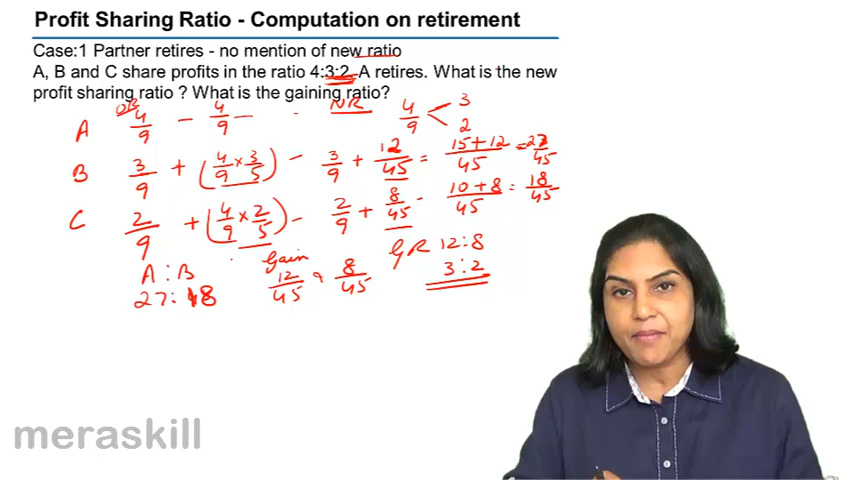 Profit Sharing Ratio - Computation on retirement
Case:1 Partner retires - no mention of new ratio
A, B and C share profits in the ratio 4:3:2. A retires. What is the new
profit sharing ratio ? What is the gaining ratio?
OR NR
A 4/9 - 4/9 - - 4/9 < 3 2
B 3/9 + (4/9 × 3/5) - 3/9 + 12/45 = 15+12/45 = 27/45
C 2/9 + (4/9 × 2/5) - 2/9 + 8/45 - 10+8/45 = 18/45
A : B Gain GR 12:8
27: 18 12/45 , 8/45 3:2
meraskill